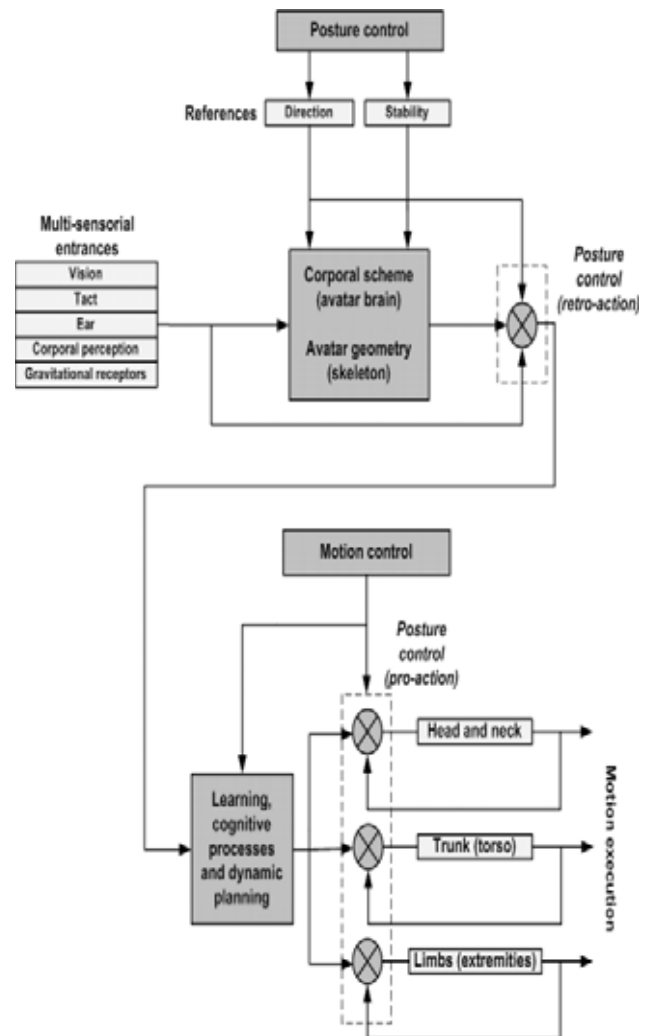 Posture control
References
Direction
Stability
Multi-sensorial
entrances
Vision
Tact
Ear
Corporal perception
Gravitational receptors
Corporal scheme
(avatar brain)
Avatar geometry
(skeleton)
Posture
control
(retro-action)
Motion control
Posture
control
(pro-action)
Head and neck
Learning,
cognitive
processes
and dynamic
planning
Trunk (torso)
Limbs (extremities)
Motion execution